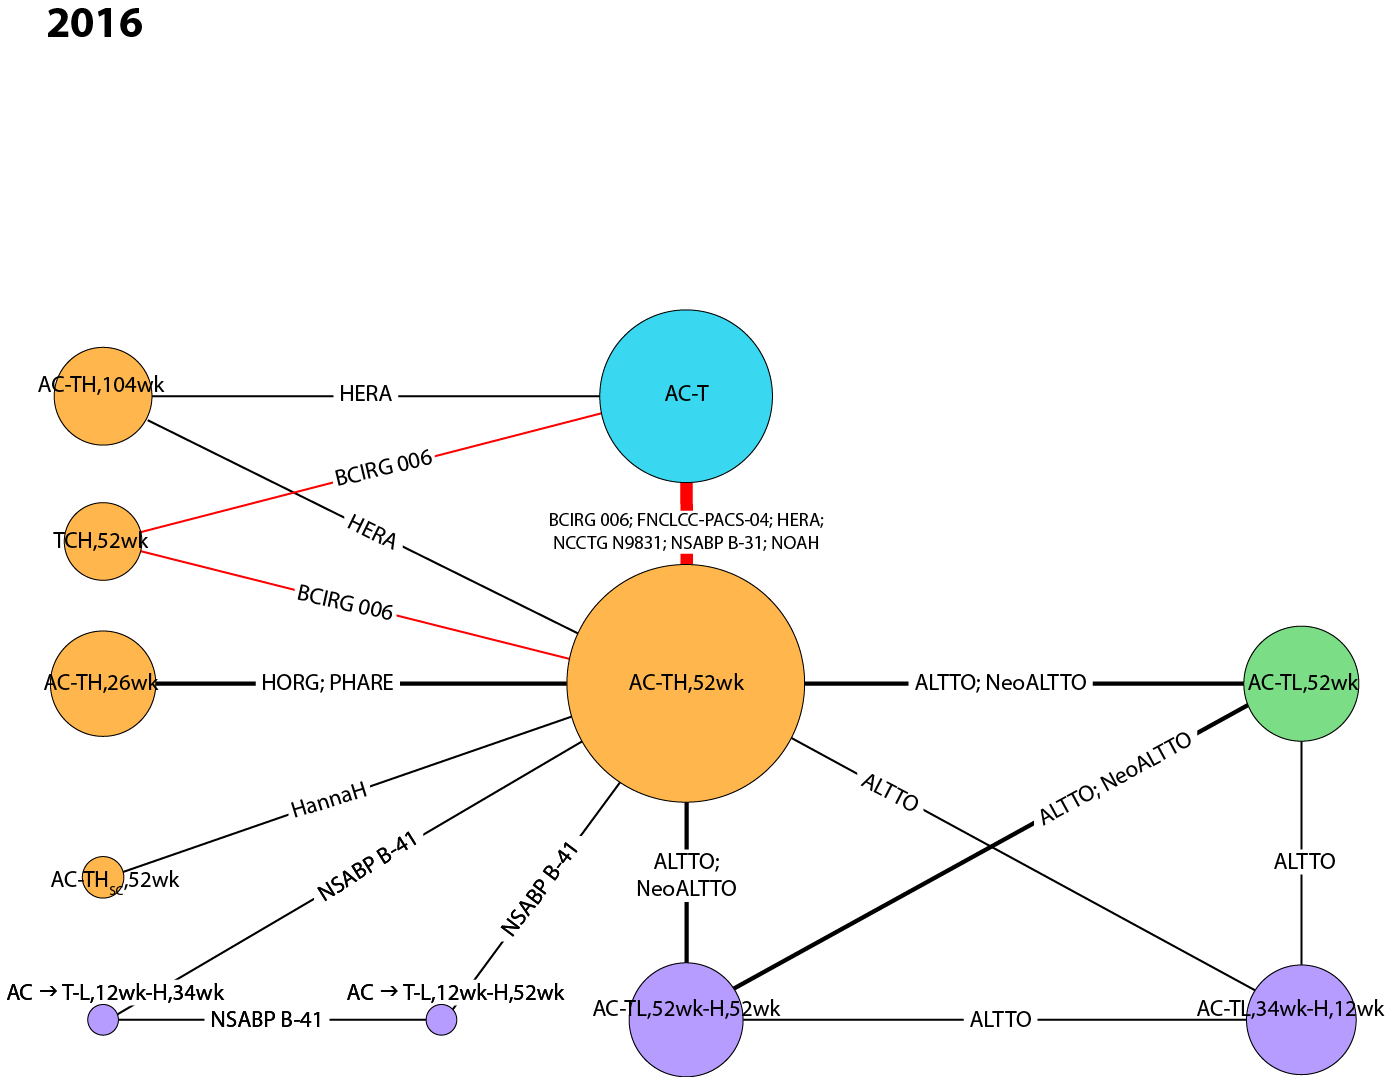 2016
AC-TH,104wk
HERA
AC-T
BCIRG 006
HERA
TCH,52wk
BCIRG 006; FNCLCC-PACS-04; HERA;
NCCTG N9831; NSABP B-31; NOAH
BCIRG 006
AC-TH,26wk
HORG; PHARE
AC-TH,52wk
ALTTO; NeoALTTO
AC-TL,52wk
HannaH
ALTTO
ALTTO; NeoALTTO
AC-THSC,52wk
NSABP B-41
NSABP B-41
ALTTO;
NeoALTTO
ALTTO
AC → T-L,12wk-H,34wk
AC → T-L,12wk-H,52wk
AC-TL,52wk-H,52wk
AC-TL,34wk-H,12wk
NSABP B-41
ALTTO